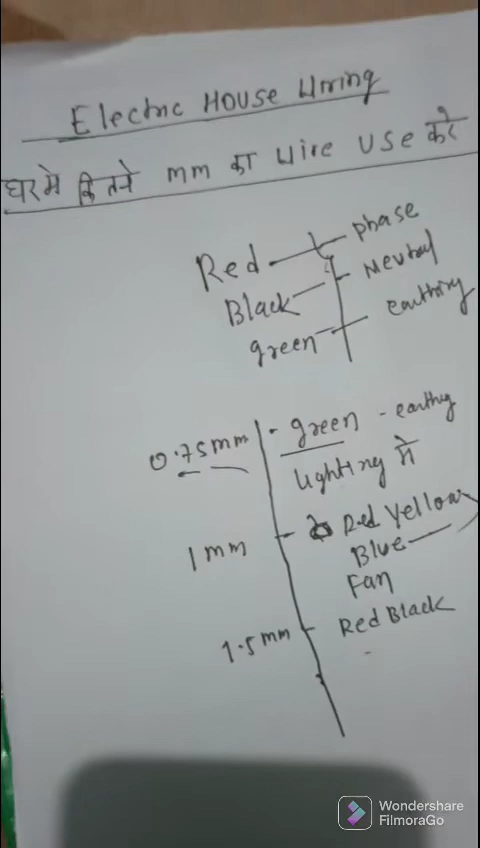 Electric House Wiring
घर मे कितने mm का Wire Use करे
Red - phase
Black - Neutral
green - earthing
0.75mm - green - earthing
Lighting में
1mm - Red Yellow
Blue
Fan
1.5mm - Red Black
Wondershare
FilmoraGo